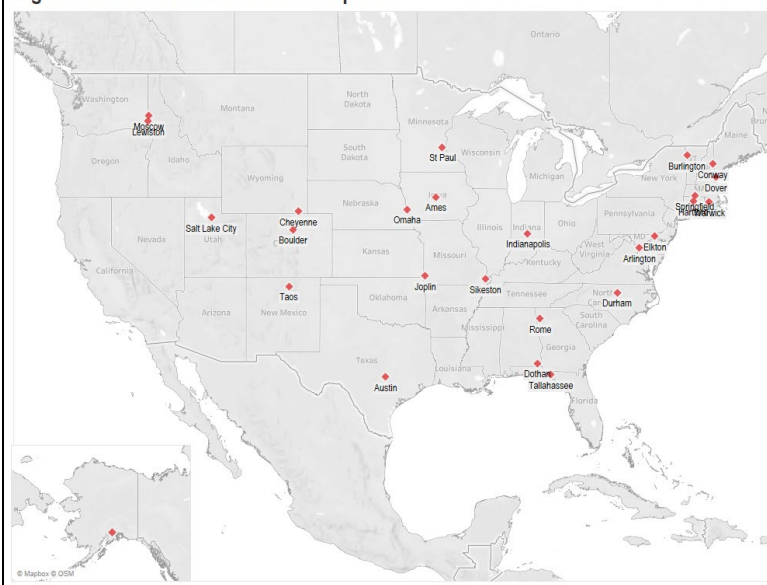 Ontario
Washington
Montana
North
Dakota
Minnesota
Moscow
Lewiston
Maine
Oregon
Idaho
South
Dakota
St Paul
Wisconsin
Michigan
Burlington
Conway
New York
Dover
Wyoming
Nebraska
Omaha
Ames
Iowa
Springfield
Warwick
Salt Lake City
Utah
Cheyenne
Boulder
Nevada
Illinois
Indiana
Indianapolis
Ohio
Pennsylvania
MD
NJ
Elkton
West
Virginia
Arlington
Kansas
Missouri
Kentucky
California
Joplin
Sikeston
Taos
Arizona
New Mexico
Oklahoma
Arkansas
Tennessee
North
Durham
South
Carolina
Rome
Mississippi
Georgia
Texas
Louisiana
Austin
Dothan
Tallahassee
Florida
© Mapbox © OSM